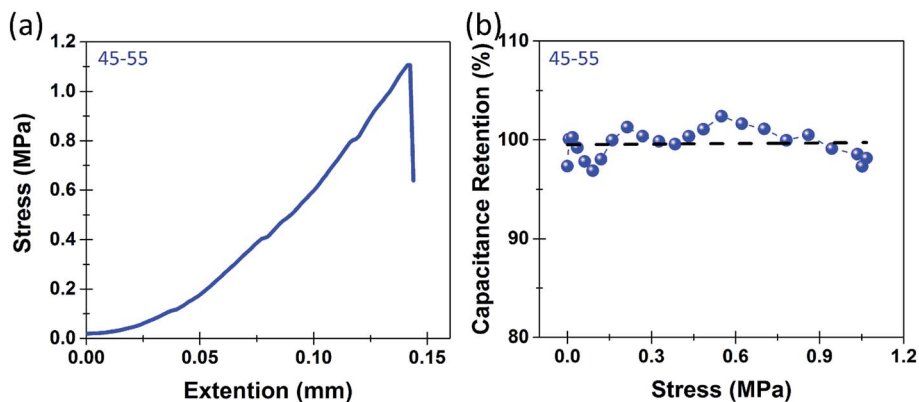 (a)
45-55
Stress (MPa)
1.2
1.0
0.8
0.6
0.4
0.2
0.0
0.00 0.05 0.10 0.15
Extention (mm)
(b)
45-55
Capacitance Retention (%)
110
100
90
80
0.0 0.3 0.6 0.9 1.2
Stress (MPa)